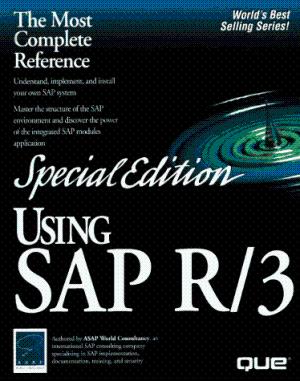 The Most
Complete
Reference
World's Best
Selling Series!
Understand, implement, and install
your own SAP system
Master the structure of the SAP
environment and discover the power
of the integrated SAP modules
application
Special Edition
USING
SAP R/3
ASAP
Authored by ASAP World Consultancy, an
international SAP consulting company
specializing in SAP implementation,
documentation, training, and security
QUE